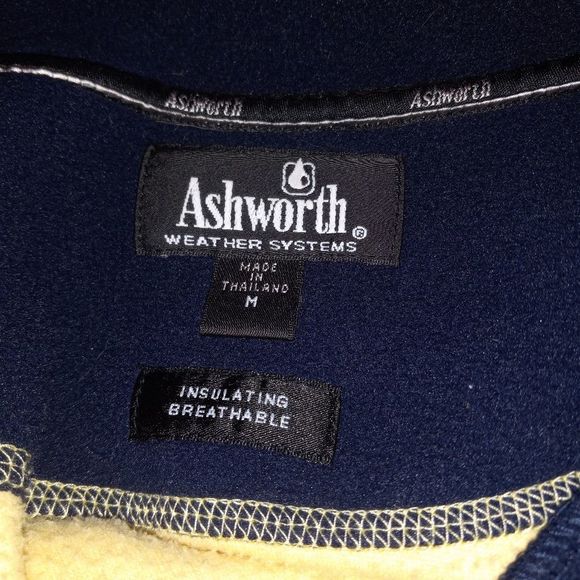 Ashworth Ashworth
Ashworth®
WEATHER SYSTEMS
MADE
IN
THAILAND
M
INSULATING
BREATHABLE